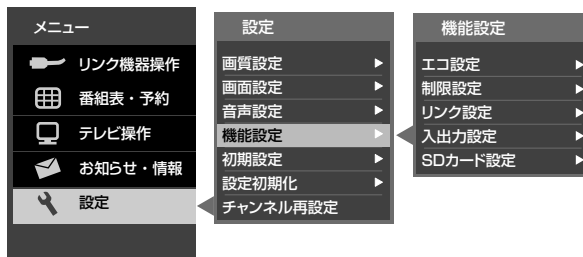 メニュー
リンク機器操作
番組表・予約
テレビ操作
お知らせ・情報
設定
設定
画質設定
画面設定
音声設定
機能設定
初期設定
設定初期化
チャンネル再設定
機能設定
エコ設定
制限設定
リンク設定
入出力設定
SDカード設定